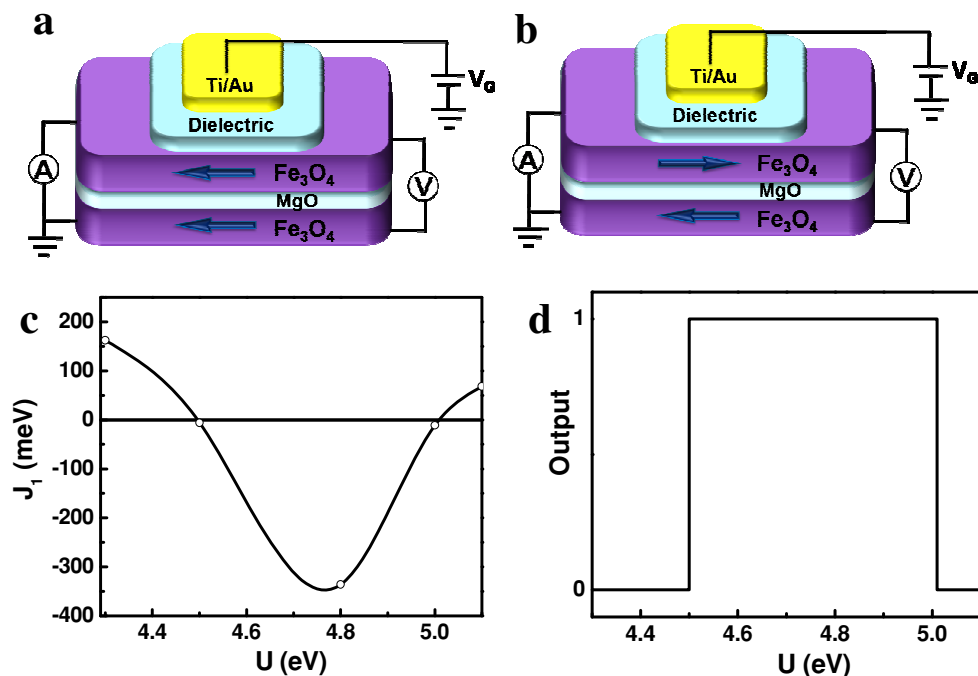 a
Ti/Au
V_G
Dielectric
A
Fe₃O₄
V
MgO
Fe₃O₄
b
Ti/Au
V_G
Dielectric
A
Fe₃O₄
V
MgO
Fe₃O₄
c
200
100
0
-100
-200
-300
-400
J₁ (meV)
4.4 4.6 4.8 5.0
U (eV)
d
1
0
Output
4.4 4.6 4.8 5.0
U (eV)